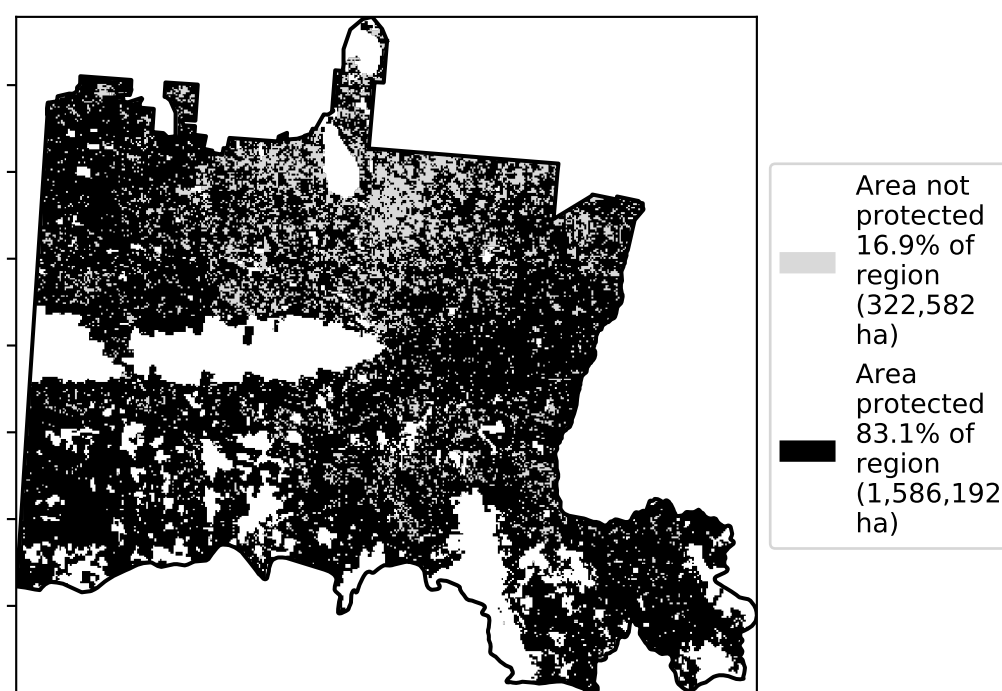 Area not
protected
16.9% of
region
(322,582
ha)
Area
protected
83.1% of
region
(1,586,192
ha)